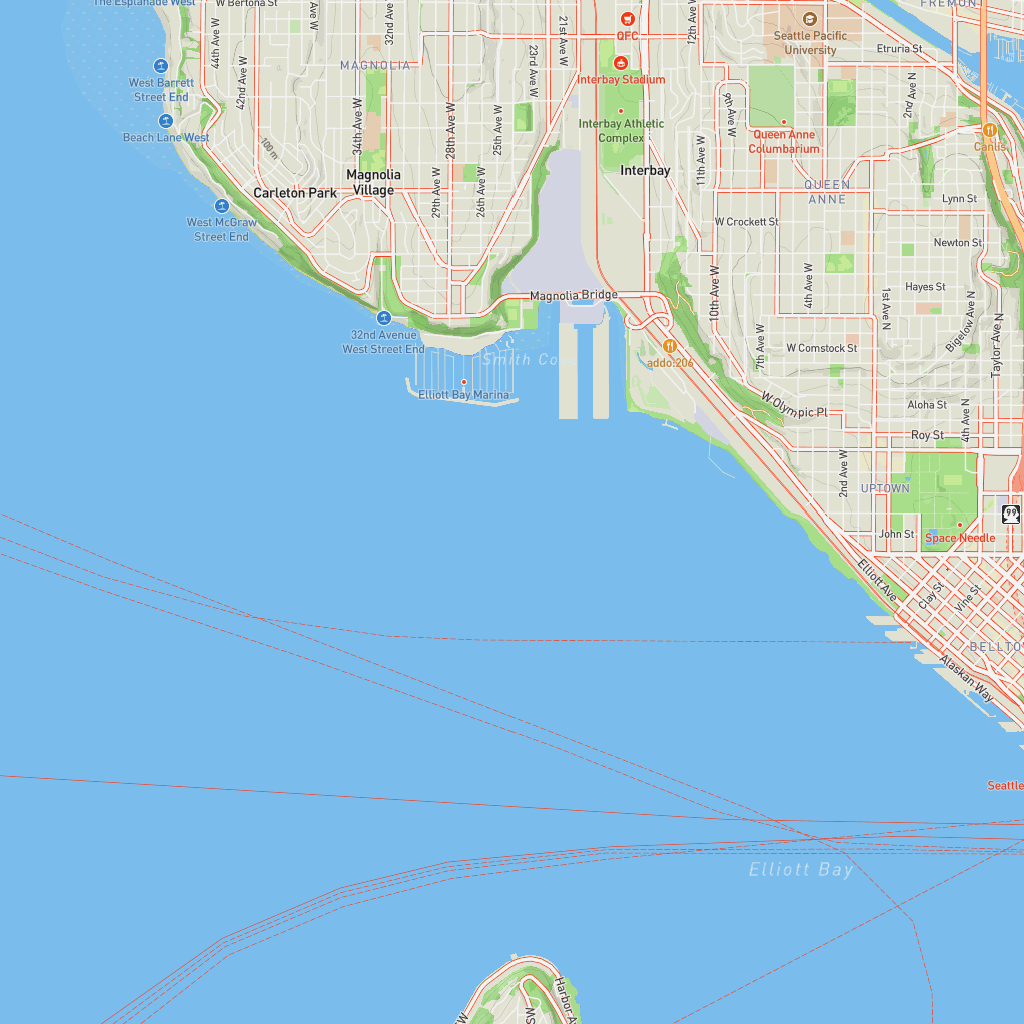 The Esplanade West
W Bertona St
FREMONT
44th Ave W
Ave W
32nd Ave
21st Ave W
12th Ave W
QFC
Seattle Pacific
University
Etruria St
MAGNOLIA
23rd Ave W
Interbay Stadium
West Barrett
Street End
42nd Ave W
2nd Ave N
9th Ave W
Beach Lane West
34th Ave W
28th Ave W
25th Ave W
Interbay Athletic
Complex
Queen Anne
Columbarium
Canlis
100 m
11th Ave W
Magnolia
Village
Carleton Park
29th Ave W
26th Ave W
Interbay
QUEEN
ANNE
Lynn St
West McGraw
Street End
W Crockett St
Newton St
10th Ave W
4th Ave W
1st Ave N
Hayes St
Magnolia Bridge
Bigelow Ave N
Taylor Ave N
32nd Avenue
West Street End
7th Ave W
W Comstock St
Smith Co
addo:206
Elliott Bay Marina
W Olympic Pl
Aloha St
4th Ave N
Roy St
2nd Ave W
UPTOWN
99
John St
Space Needle
Elliott Ave
Clay St
Vine St
BELLTO
Alaskan Way
Seattle
Elliott Bay
Harbor A
SW